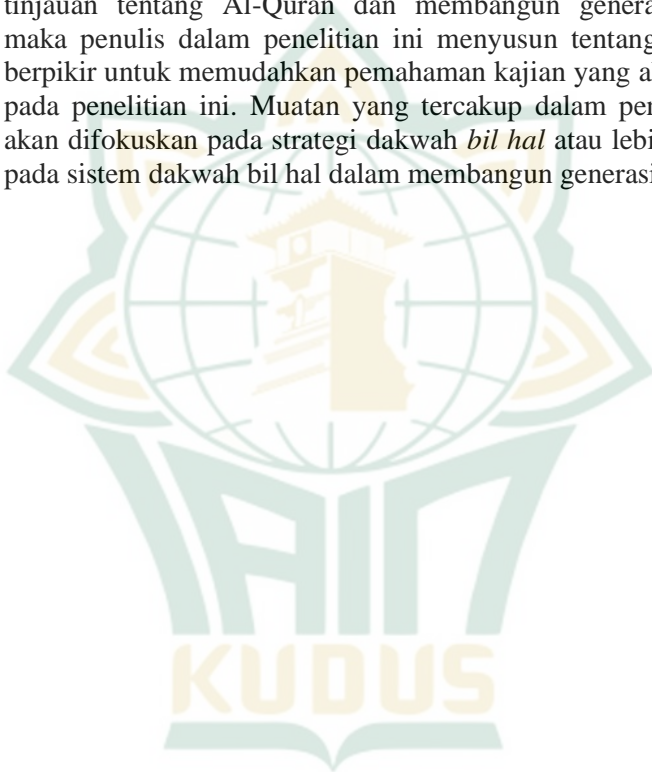 tinjauan tentang Al-Quran dan membangun genera
maka penulis dalam penelitian ini menyusun tentang
berpikir untuk memudahkan pemahaman kajian yang a
pada penelitian ini. Muatan yang tercakup dalam per
akan difokuskan pada strategi dakwah bil hal atau lebi
pada sistem dakwah bil hal dalam membangun generasi
IAIN
KUDUS